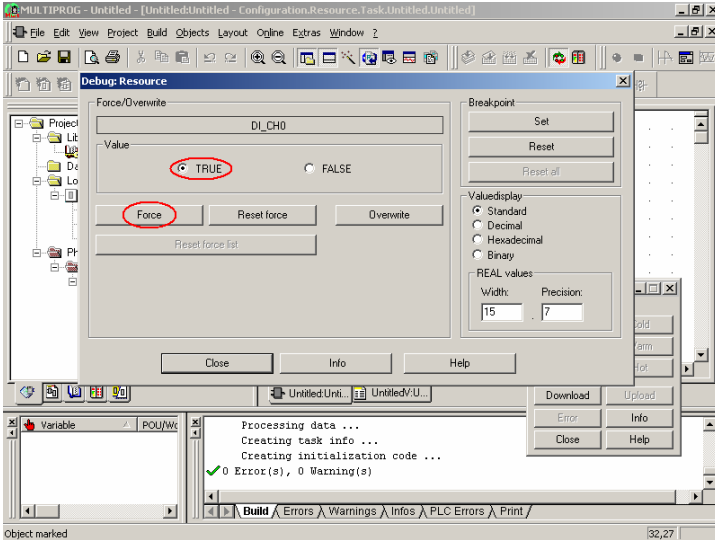 MULTIPROG - Untitled - [Untitled:Untitled - Configuration.Resource.Task.Untitled.Untitled]
File Edit View Project Build Objects Layout Online Extras Window ?
Debug: Resource
Force/Overwrite
DI_CH0
Value
TRUE FALSE
Force Reset force Overwrite
Reset force list
Breakpoint
Set
Reset
Reset all
Valuedisplay
Standard
Decimal
Hexadecimal
Binary
REAL values
Width: Precision:
15 . 7
Close Info Help
Project
Lib
Da
Lo
Ph
Cold
Warm
Hot
Download Upload
Error Info
Close Help
Untitled:Unti... UntitledV:U...
Variable POU/Wo
Processing data ...
Creating task info ...
Creating initialization code ...
0 Error(s), 0 Warning(s)
Build Errors Warnings Infos PLC Errors Print
Object marked
32,27